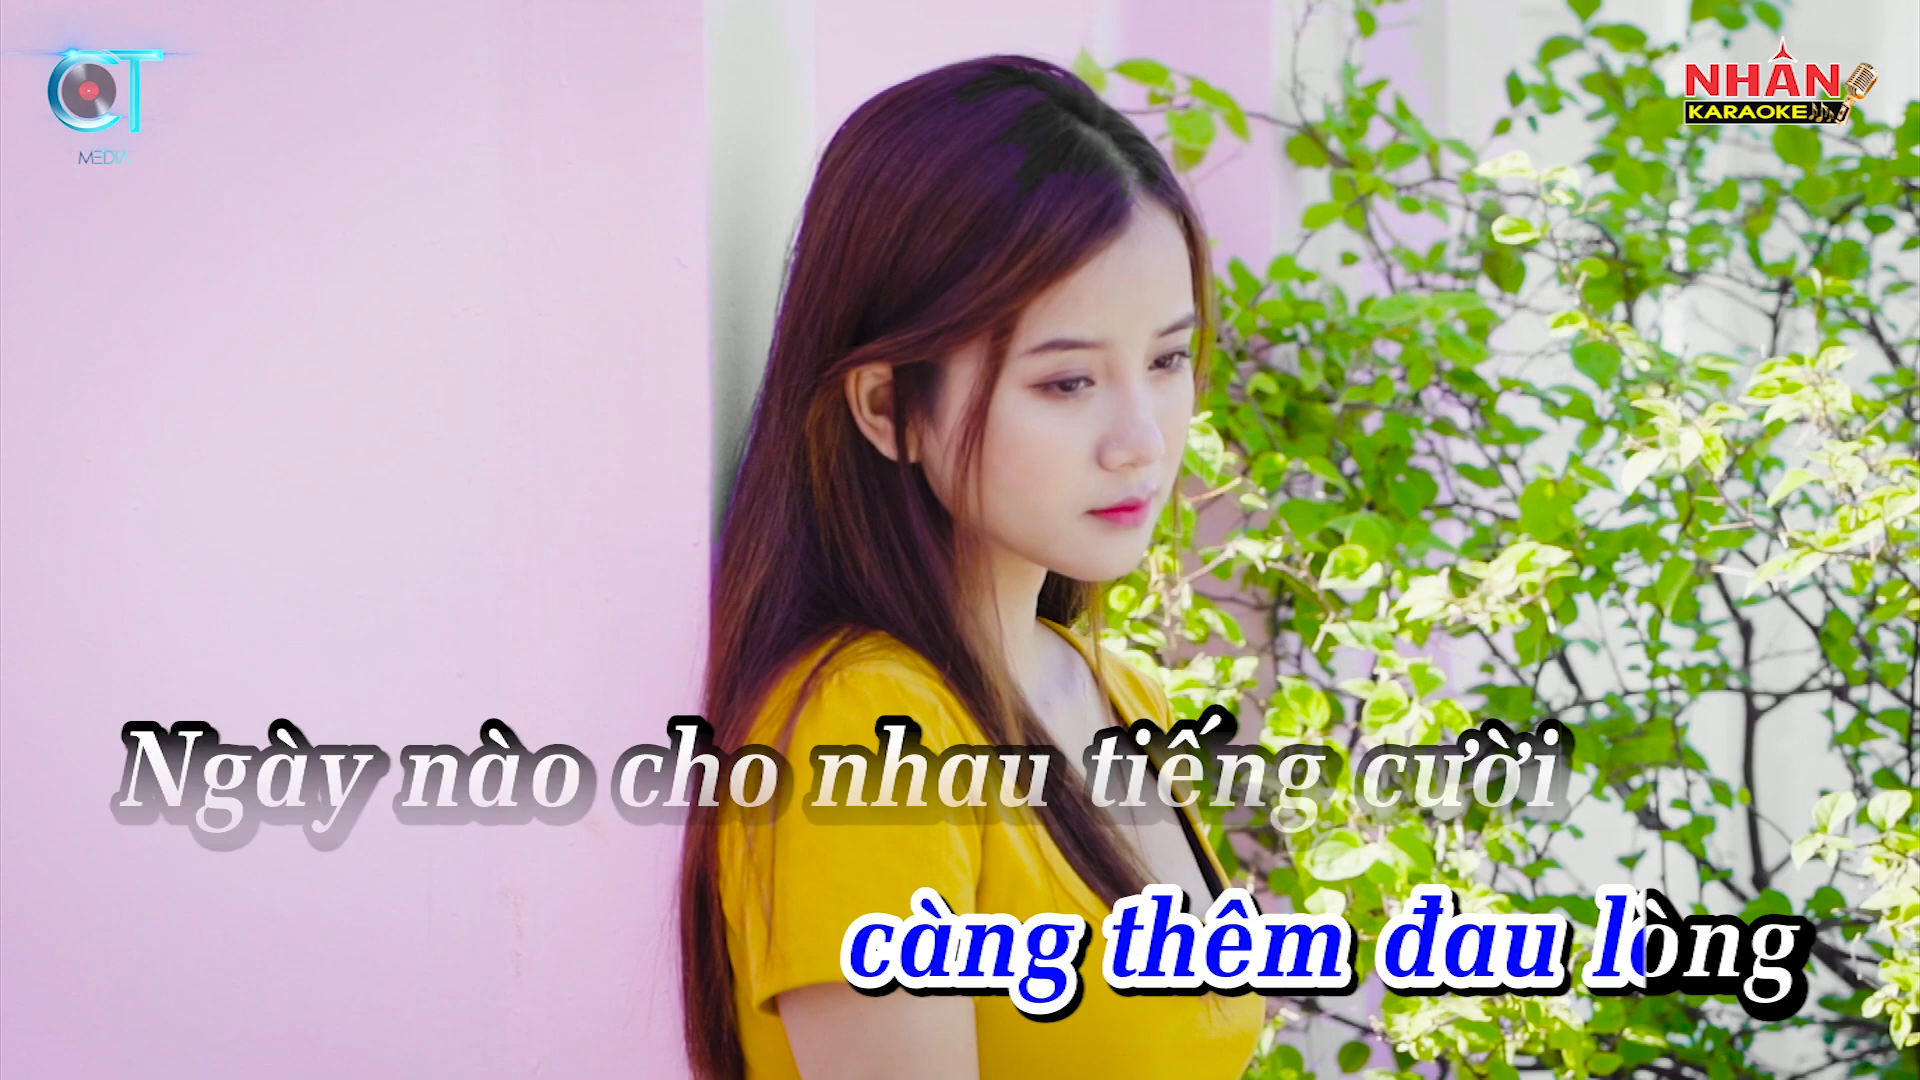 CT
MEDIA
NHÂN
KARAOKE
Ngày nào cho nhau tiếng cười
càng thêm đau lòng